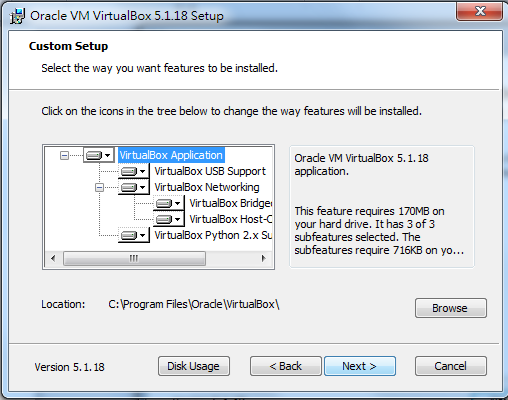 Oracle VM VirtualBox 5.1.18 Setup
Custom Setup
Select the way you want features to be installed.
Click on the icons in the tree below to change the way features will be installed.
VirtualBox Application
VirtualBox USB Support
VirtualBox Networking
VirtualBox Bridge
VirtualBox Host-
VirtualBox Python 2.x Su
Oracle VM VirtualBox 5.1.18
application.
This feature requires 170MB on
your hard drive. It has 3 of 3
subfeatures selected. The
subfeatures require 716KB on yo...
Location: C:\Program Files\Oracle\VirtualBox\
Browse
Version 5.1.18
Disk Usage
< Back
Next >
Cancel